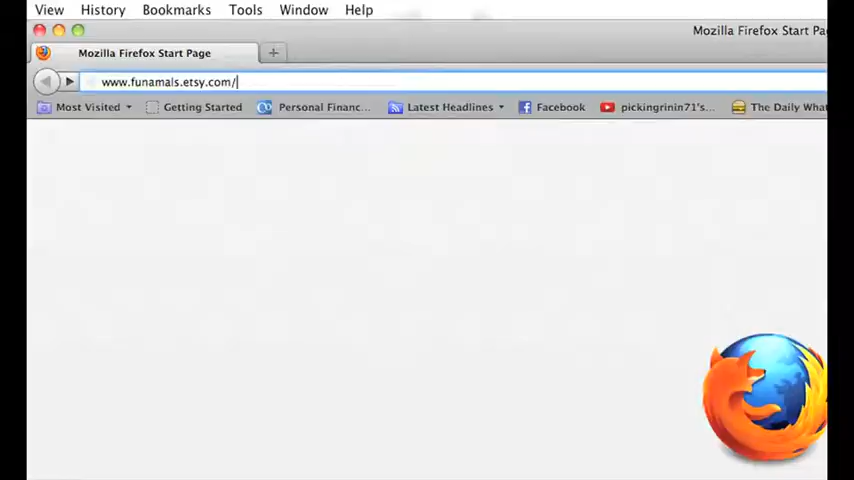 View History Bookmarks Tools Window Help
Mozilla Firefox Start Pa
Mozilla Firefox Start Page +
www.funamals.etsy.com/
Most Visited Getting Started Personal Financ... Latest Headlines Facebook pickingrinin71's... The Daily What